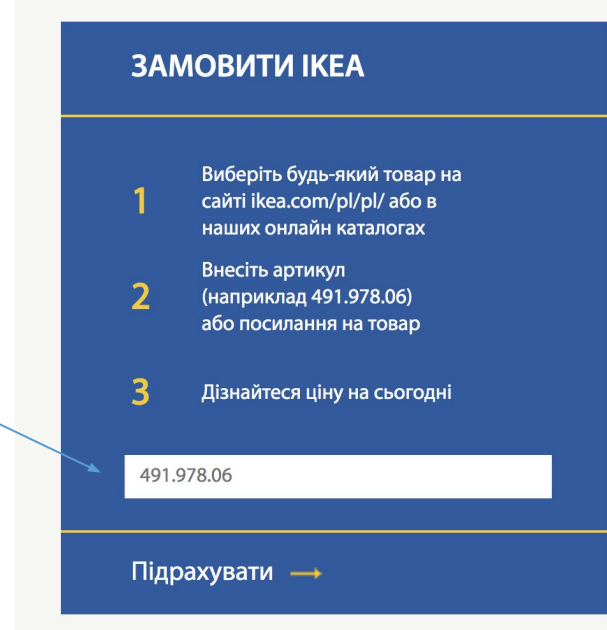 ЗАМОВИТИ IKEA
1
Виберіть будь-який товар на
сайті ikea.com/pl/pl/ або в
наших онлайн каталогах
2
Внесіть артикул
(наприклад 491.978.06)
або посилання на товар
3
Дізнайтеся ціну на сьогодні
491.978.06
Підрахувати →